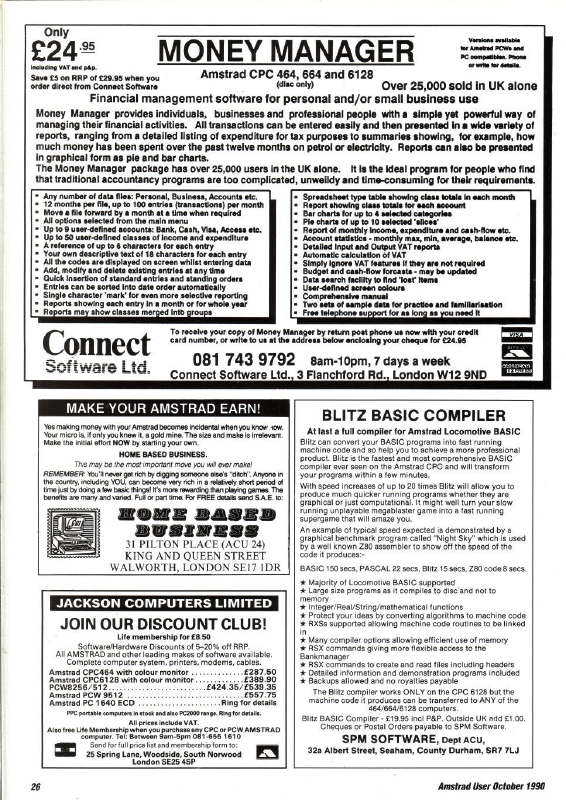 Only
£24.95
including VAT and p&p.
Save £5 on RRP of £29.95 when you
order direct from Connect Software
MONEY MANAGER
Amstrad CPC 464, 664 and 6128
(disc only)
Versions available
for Amstrad PCWs and
PC compatibles. Phone
or write for details.
Over 25,000 sold in UK alone
Financial management software for personal and/or small business use
Money Manager provides individuals, businesses and professional people with a simple yet powerful way of
managing their financial activities. All transactions can be entered easily and then presented in a wide variety of
reports, ranging from a detailed listing of expenditure for tax purposes to summaries showing, for example, how
much money has been spent over the past twelve months on petrol or electricity. Reports can also be presented
in graphical form as pie and bar charts.
The Money Manager package has over 25,000 users in the UK alone. It is the ideal program for people who find
that traditional accountancy programs are too complicated, unwieldy and time-consuming for their requirements.
Any number of data files: Personal, Business, Accounts etc.
12 months per file, up to 100 entries (transactions) per month
Move a file forward by a month at a time when required
All options selected from the main menu
Up to 9 user-defined accounts: Bank, Cash, Visa, Access etc.
Up to 50 user-defined classes of income and expenditure
A reference of up to 6 characters for each entry
Your own descriptive text of 18 characters for each entry
All the codes are displayed on screen whilst entering data
Add, modify and delete existing entries at any time
Quick insertion of standard entries and standing orders
Entries can be sorted into date order automatically
Single character 'mark' for even more selective reporting
Reports showing each entry in a month or for whole year
Reports may show classes merged into groups
Spreadsheet type table showing class totals in each month
Report showing class totals for each account
Bar charts for up to 4 selected categories
Pie charts of up to 10 selected 'slices'
Report of monthly income, expenditure and cash-flow etc.
Account statistics - monthly max, min, average, balance etc.
Detailed Input and Output VAT reports
Automatic calculation of VAT
Simply ignore VAT features if they are not required
Budget and cash-flow forcasts - may be updated
Data search facility to find 'lost' items
User-defined screen colours
Comprehensive manual
Two sets of sample data for practice and familiarisation
Free telephone support for as long as you need it
Connect
Software Ltd.
To receive your copy of Money Manager by return post phone us now with your credit
card number, or write to us at the address below enclosing your cheque for £24.95
081 743 9792 8am-10pm, 7 days a week
Connect Software Ltd., 3 Flanchford Rd., London W12 9ND
VISA
MAKE YOUR AMSTRAD EARN!
Yes making money with your Amstrad becomes incidental when you know how.
Your micro is, if only you knew it, a gold mine. The size and make is irrelevant.
Make the initial effort NOW by starting your own.
HOME BASED BUSINESS.
This may be the most important move you will ever make!
REMEMBER: You'll never get rich by digging someone else's "ditch". Anyone in
the country, including YOU, can become very rich in a relatively short period of
time just by doing a few basic things! It's more rewarding than playing games. The
benefits are many and varied. Full or part time. For FREE details send S.A.E. to:
HOME BASED
BUSINESS
31 PILTON PLACE (ACU 24)
KING AND QUEEN STREET
WALWORTH, LONDON SE17 1DR
JACKSON COMPUTERS LIMITED
JOIN OUR DISCOUNT CLUB!
Life membership for £8.50
Software/Hardware Discounts of 5–20% off RRP.
All AMSTRAD and other leading makes of software available.
Complete computer system, printers, modems, cables.
Amstrad CPC464 with colour monitor .............£287.50
Amstrad CPC6128 with colour monitor ............£389.90
PCW8256/512......................£424.35/£539.35
Amstrad PCW 9512 ......................£557.75
Amstrad PC 1640 ECD ..................Ring for details
PPC portable computers in stock and also PC2000 range. Ring for details.
All prices include VAT.
Also free Life Membership when you purchase any CPC or PCW AMSTRAD
computer. Tel: Between 9am-5pm 081-656 1610
Send for full price list and membership form to:
25 Spring Lane, Woodside, South Norwood
London SE25 4SP
BLITZ BASIC COMPILER
At last a full compiler for Amstrad Locomotive BASIC
Blitz can convert your BASIC programs into fast running
machine code and so help you to achieve a more professional
product. Blitz is the fastest and most comprehensive BASIC
compiler ever seen on the Amstrad CPC and will transform
your programs within a few minutes.
With speed increases of up to 20 times Blitz will allow you to
produce much quicker running programs whether they are
graphical or just computational. It might well turn your slow
running unplayable megablaster game into a fast running
supergame that will amaze you.
An example of typical speed expected is demonstrated by a
graphical benchmark program called "Night Sky" which is used
by a well known Z80 assembler to show off the speed of the
code it produces:-
BASIC 150 secs, PASCAL 22 secs, Blitz 15 secs, Z80 code 8 secs.
★ Majority of Locomotive BASIC supported
★ Large size programs as it compiles to disc and not to
memory
★ Integer/Real/String/mathematical functions
★ Protect your ideas by converting algorithms to machine code
★ RXSs supported allowing machine code routines to be linked
in
★ Many compiler options allowing efficient use of memory
★ RSX commands giving more flexible access to the
Bankmanager
★ RSX commands to create and read files including headers
★ Detailed information and demonstration programs included
★ Backups allowed and no royalties payable
The Blitz compiler works ONLY on the CPC 6128 but the
machine code it produces can be transferred to ANY of the
464/664/6128 computers.
Blitz BASIC Compiler - £19.95 incl P&P. Outside UK add £1.00.
Cheques or Postal Orders payable to SPM Software.
SPM SOFTWARE, Dept ACU,
32a Albert Street, Seaham, County Durham, SR7 7LJ
26
Amstrad User October 1990